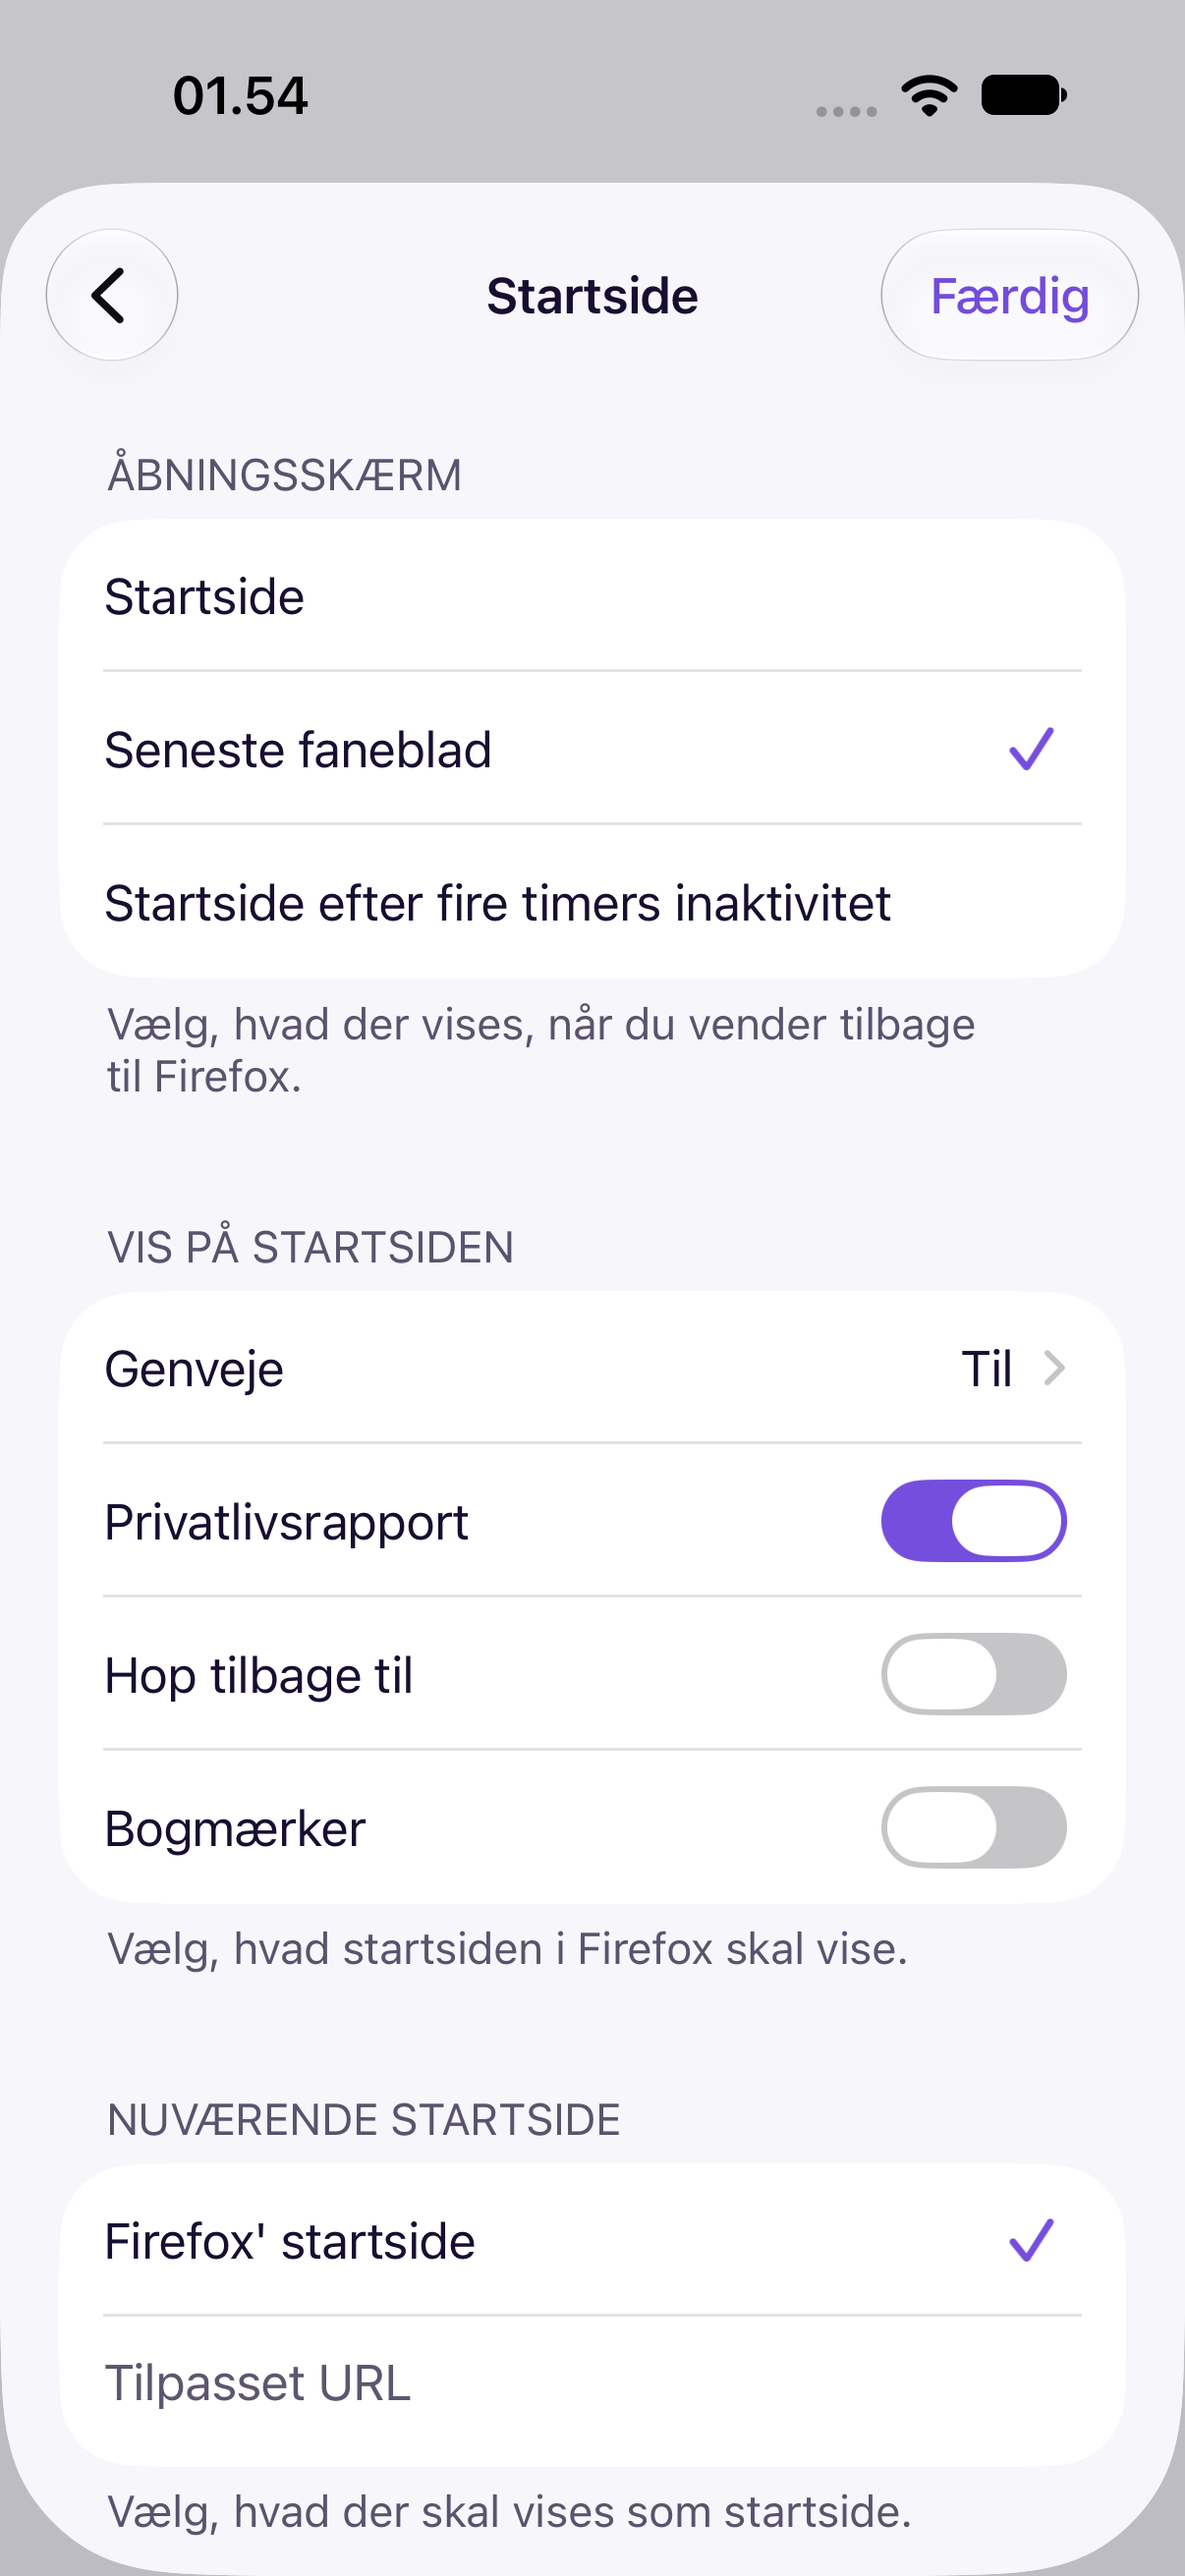 01.54
Startside
Færdig
ÅBNINGSSKÆRM
Startside
Seneste faneblad
Startside efter fire timers inaktivitet
Vælg, hvad der vises, når du vender tilbage
til Firefox.
VIS PÅ STARTSIDEN
Genveje Til
Privatlivsrapport
Hop tilbage til
Bogmærker
Vælg, hvad startsiden i Firefox skal vise.
NUVÆRENDE STARTSIDE
Firefox' startside
Tilpasset URL
Vælg, hvad der skal vises som startside.